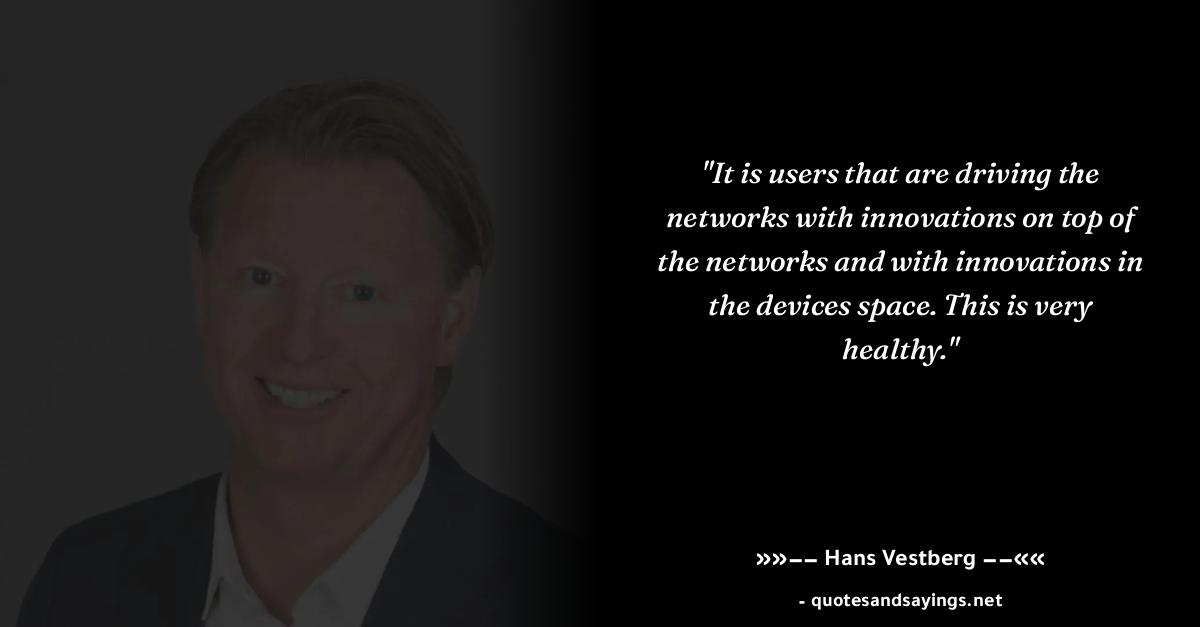 "It is users that are driving the
networks with innovations on top of
the networks and with innovations in
the devices space. This is very
healthy."
»»−− Hans Vestberg −−««
- quotesandsayings.net